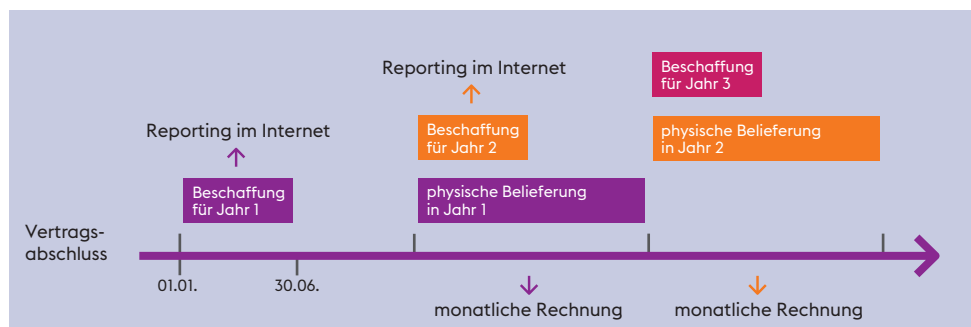 Beschaffung
für Jahr 3
Reporting im Internet
Beschaffung
für Jahr 2
physische Belieferung
in Jahr 2
Reporting im Internet
Beschaffung
für Jahr 1
physische Belieferung
in Jahr 1
Vertrags-
abschluss
01.01.
30.06.
monatliche Rechnung
monatliche Rechnung